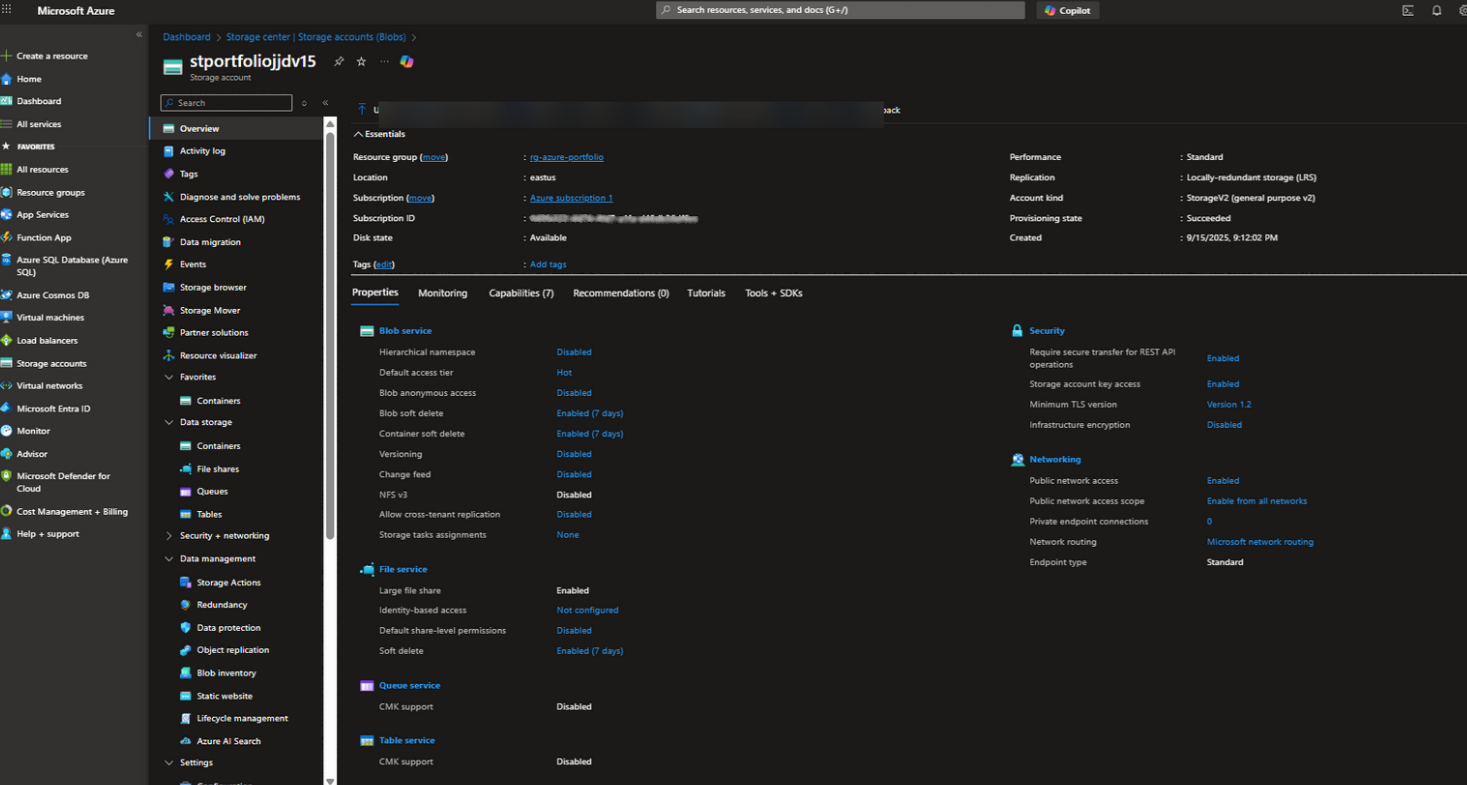 Microsoft Azure
Search resources, services, and docs (G+/)
Copilot
Create a resource
Home
Dashboard
All services
FAVORITES
All resources
Resource groups
App Services
Function App
Azure SQL Database (Azure
SQL)
Azure Cosmos DB
Virtual machines
Load balancers
Storage accounts
Virtual networks
Microsoft Entra ID
Monitor
Advisor
Microsoft Defender for
Cloud
Cost Management + Billing
Help + support
Dashboard > Storage center | Storage accounts (Blobs) >
stportfoliojjdv15
Storage account
Search
Overview
Activity log
Tags
Diagnose and solve problems
Access Control (IAM)
Data migration
Events
Storage browser
Storage Mover
Partner solutions
Resource visualizer
Favorites
Containers
Data storage
Containers
File shares
Queues
Tables
Security + networking
Data management
Storage Actions
Redundancy
Data protection
Object replication
Blob inventory
Static website
Lifecycle management
Azure AI Search
Settings
Essentials
Resource group (move) : rg-azure-portfolio
Location : eastus
Subscription (move) : Azure subscription 1
Subscription ID :
Disk state : Available
Tags (edit) : Add tags
Performance : Standard
Replication : Locally-redundant storage (LRS)
Account kind : StorageV2 (general purpose v2)
Provisioning state : Succeeded
Created : 9/15/2025, 9:12:02 PM
Properties Monitoring Capabilities (7) Recommendations (0) Tutorials Tools + SDKs
Blob service
Hierarchical namespace Disabled
Default access tier Hot
Blob anonymous access Disabled
Blob soft delete Enabled (7 days)
Container soft delete Enabled (7 days)
Versioning Disabled
Change feed Disabled
NFS v3 Disabled
Allow cross-tenant replication Disabled
Storage tasks assignments None
File service
Large file share Enabled
Identity-based access Not configured
Default share-level permissions Disabled
Soft delete Enabled (7 days)
Queue service
CMK support Disabled
Table service
CMK support Disabled
Security
Require secure transfer for REST API
operations Enabled
Storage account key access Enabled
Minimum TLS version Version 1.2
Infrastructure encryption Disabled
Networking
Public network access Enabled
Public network access scope Enable from all networks
Private endpoint connections 0
Network routing Microsoft network routing
Endpoint type Standard